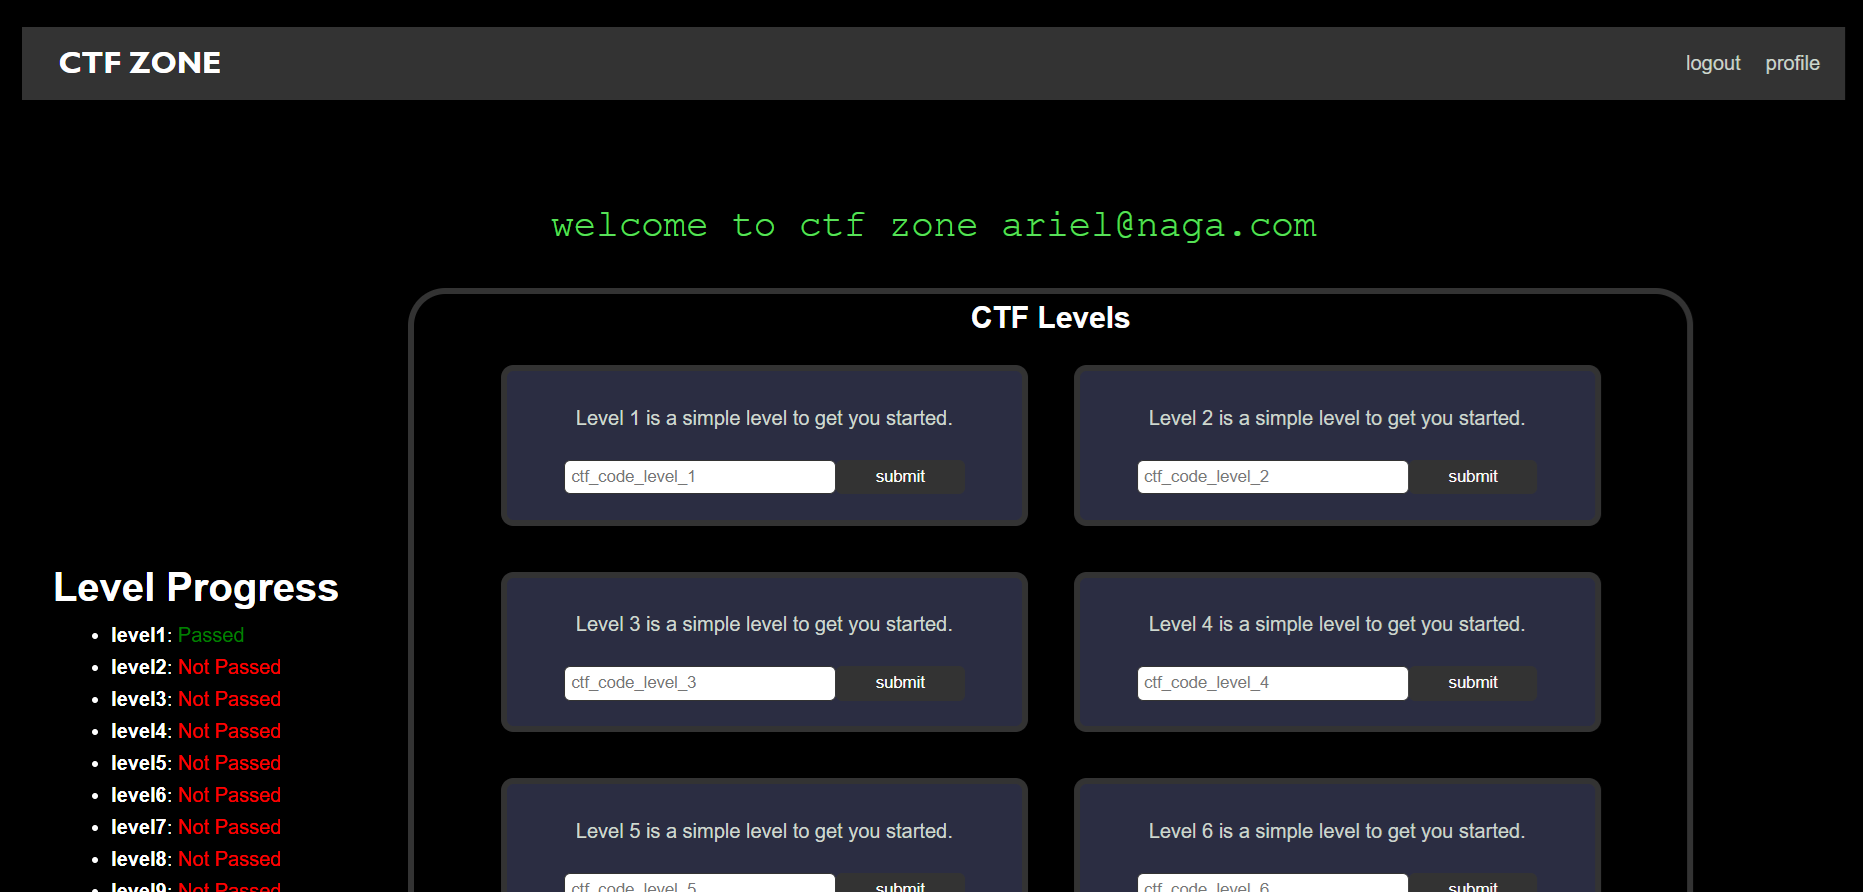 CTF ZONE
logout profile
welcome to ctf zone ariel@naga.com
CTF Levels
Level 1 is a simple level to get you started.
ctf_code_level_1 submit
Level 2 is a simple level to get you started.
ctf_code_level_2 submit
Level 3 is a simple level to get you started.
ctf_code_level_3 submit
Level 4 is a simple level to get you started.
ctf_code_level_4 submit
Level 5 is a simple level to get you started.
ctf_code_level_5 submit
Level 6 is a simple level to get you started.
ctf_code_level_6 submit
Level Progress
level1: Passed
level2: Not Passed
level3: Not Passed
level4: Not Passed
level5: Not Passed
level6: Not Passed
level7: Not Passed
level8: Not Passed
level9: Not Passed